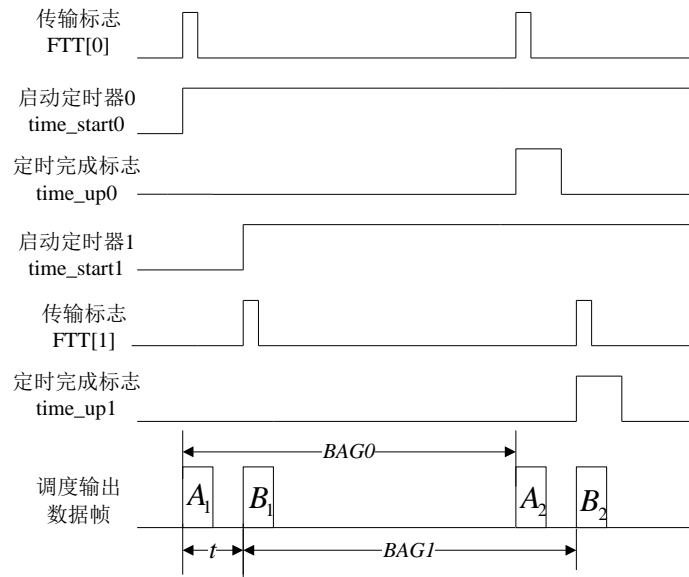 传输标志
FTT[0]
启动定时器0
time_start0
定时完成标志
time_up0
启动定时器1
time_start1
传输标志
FTT[1]
定时完成标志
time_up1
BAG0
调度输出
数据帧
A1
B1
A2
B2
t
BAG1